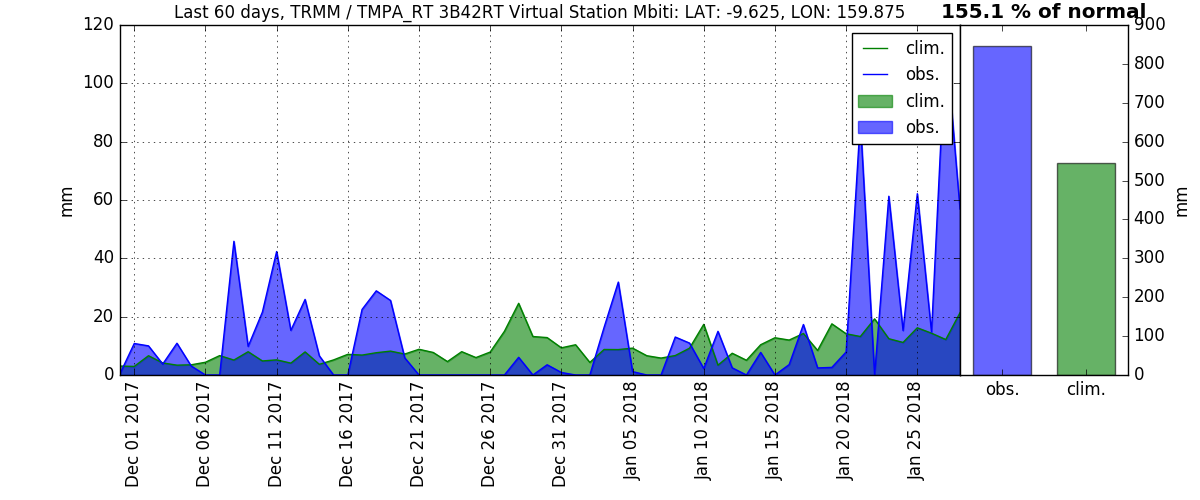 Last 60 days, TRMM / TMPA_RT 3B42RT Virtual Station Mbiti: LAT: -9.625, LON: 159.875
155.1 % of normal
120
100
80
60
40
20
0
mm
clim.
obs.
clim.
obs.
900
800
700
600
500
400
300
200
100
0
mm
Dec 01 2017
Dec 06 2017
Dec 11 2017
Dec 16 2017
Dec 21 2017
Dec 26 2017
Dec 31 2017
Jan 05 2018
Jan 10 2018
Jan 15 2018
Jan 20 2018
Jan 25 2018
obs.
clim.